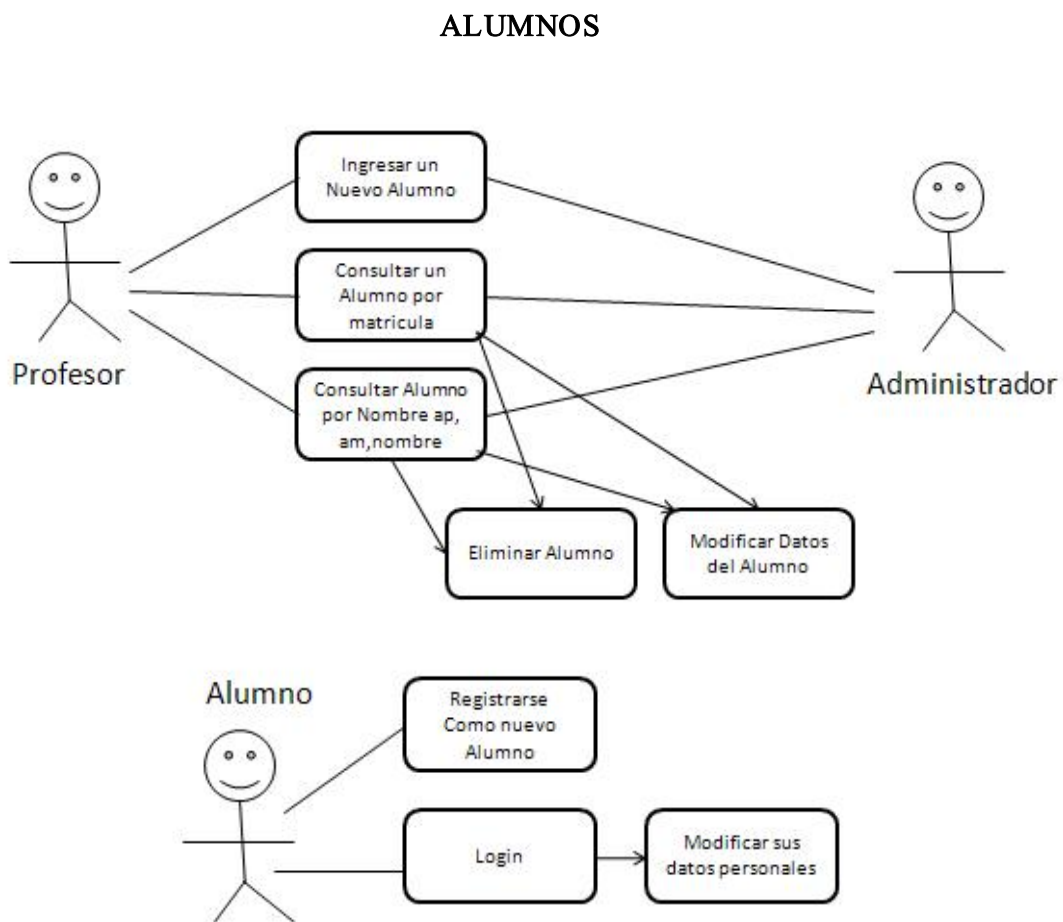 ALUMNOS
Ingresar un
Nuevo Alumno
Consultar un
Alumno por
matricula
Profesor
Administrador
Consultar Alumno
por Nombre ap,
am,nombre
Eliminar Alumno
Modificar Datos
del Alumno
Alumno
Registrarse
Como nuevo
Alumno
Login
Modificar sus
datos personales